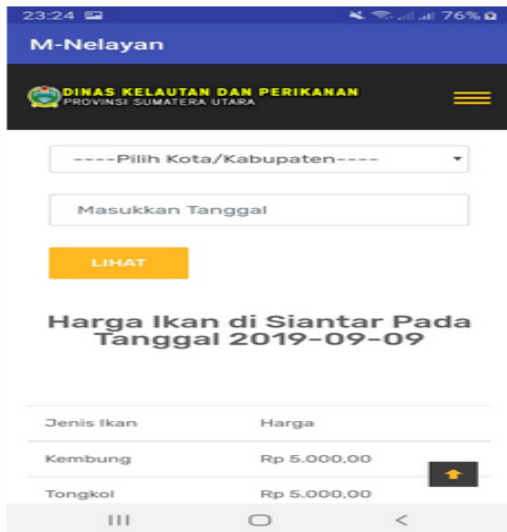 23:24 76%
M-Nelayan
DINAS KELAUTAN DAN PERIKANAN
PROVINSI SUMATERA UTARA
----Pilih Kota/Kabupaten----
Masukkan Tanggal
LIHAT
Harga Ikan di Siantar Pada
Tanggal 2019-09-09
Jenis Ikan Harga
Kembung Rp 5.000,00
Tongkol Rp 5.000,00